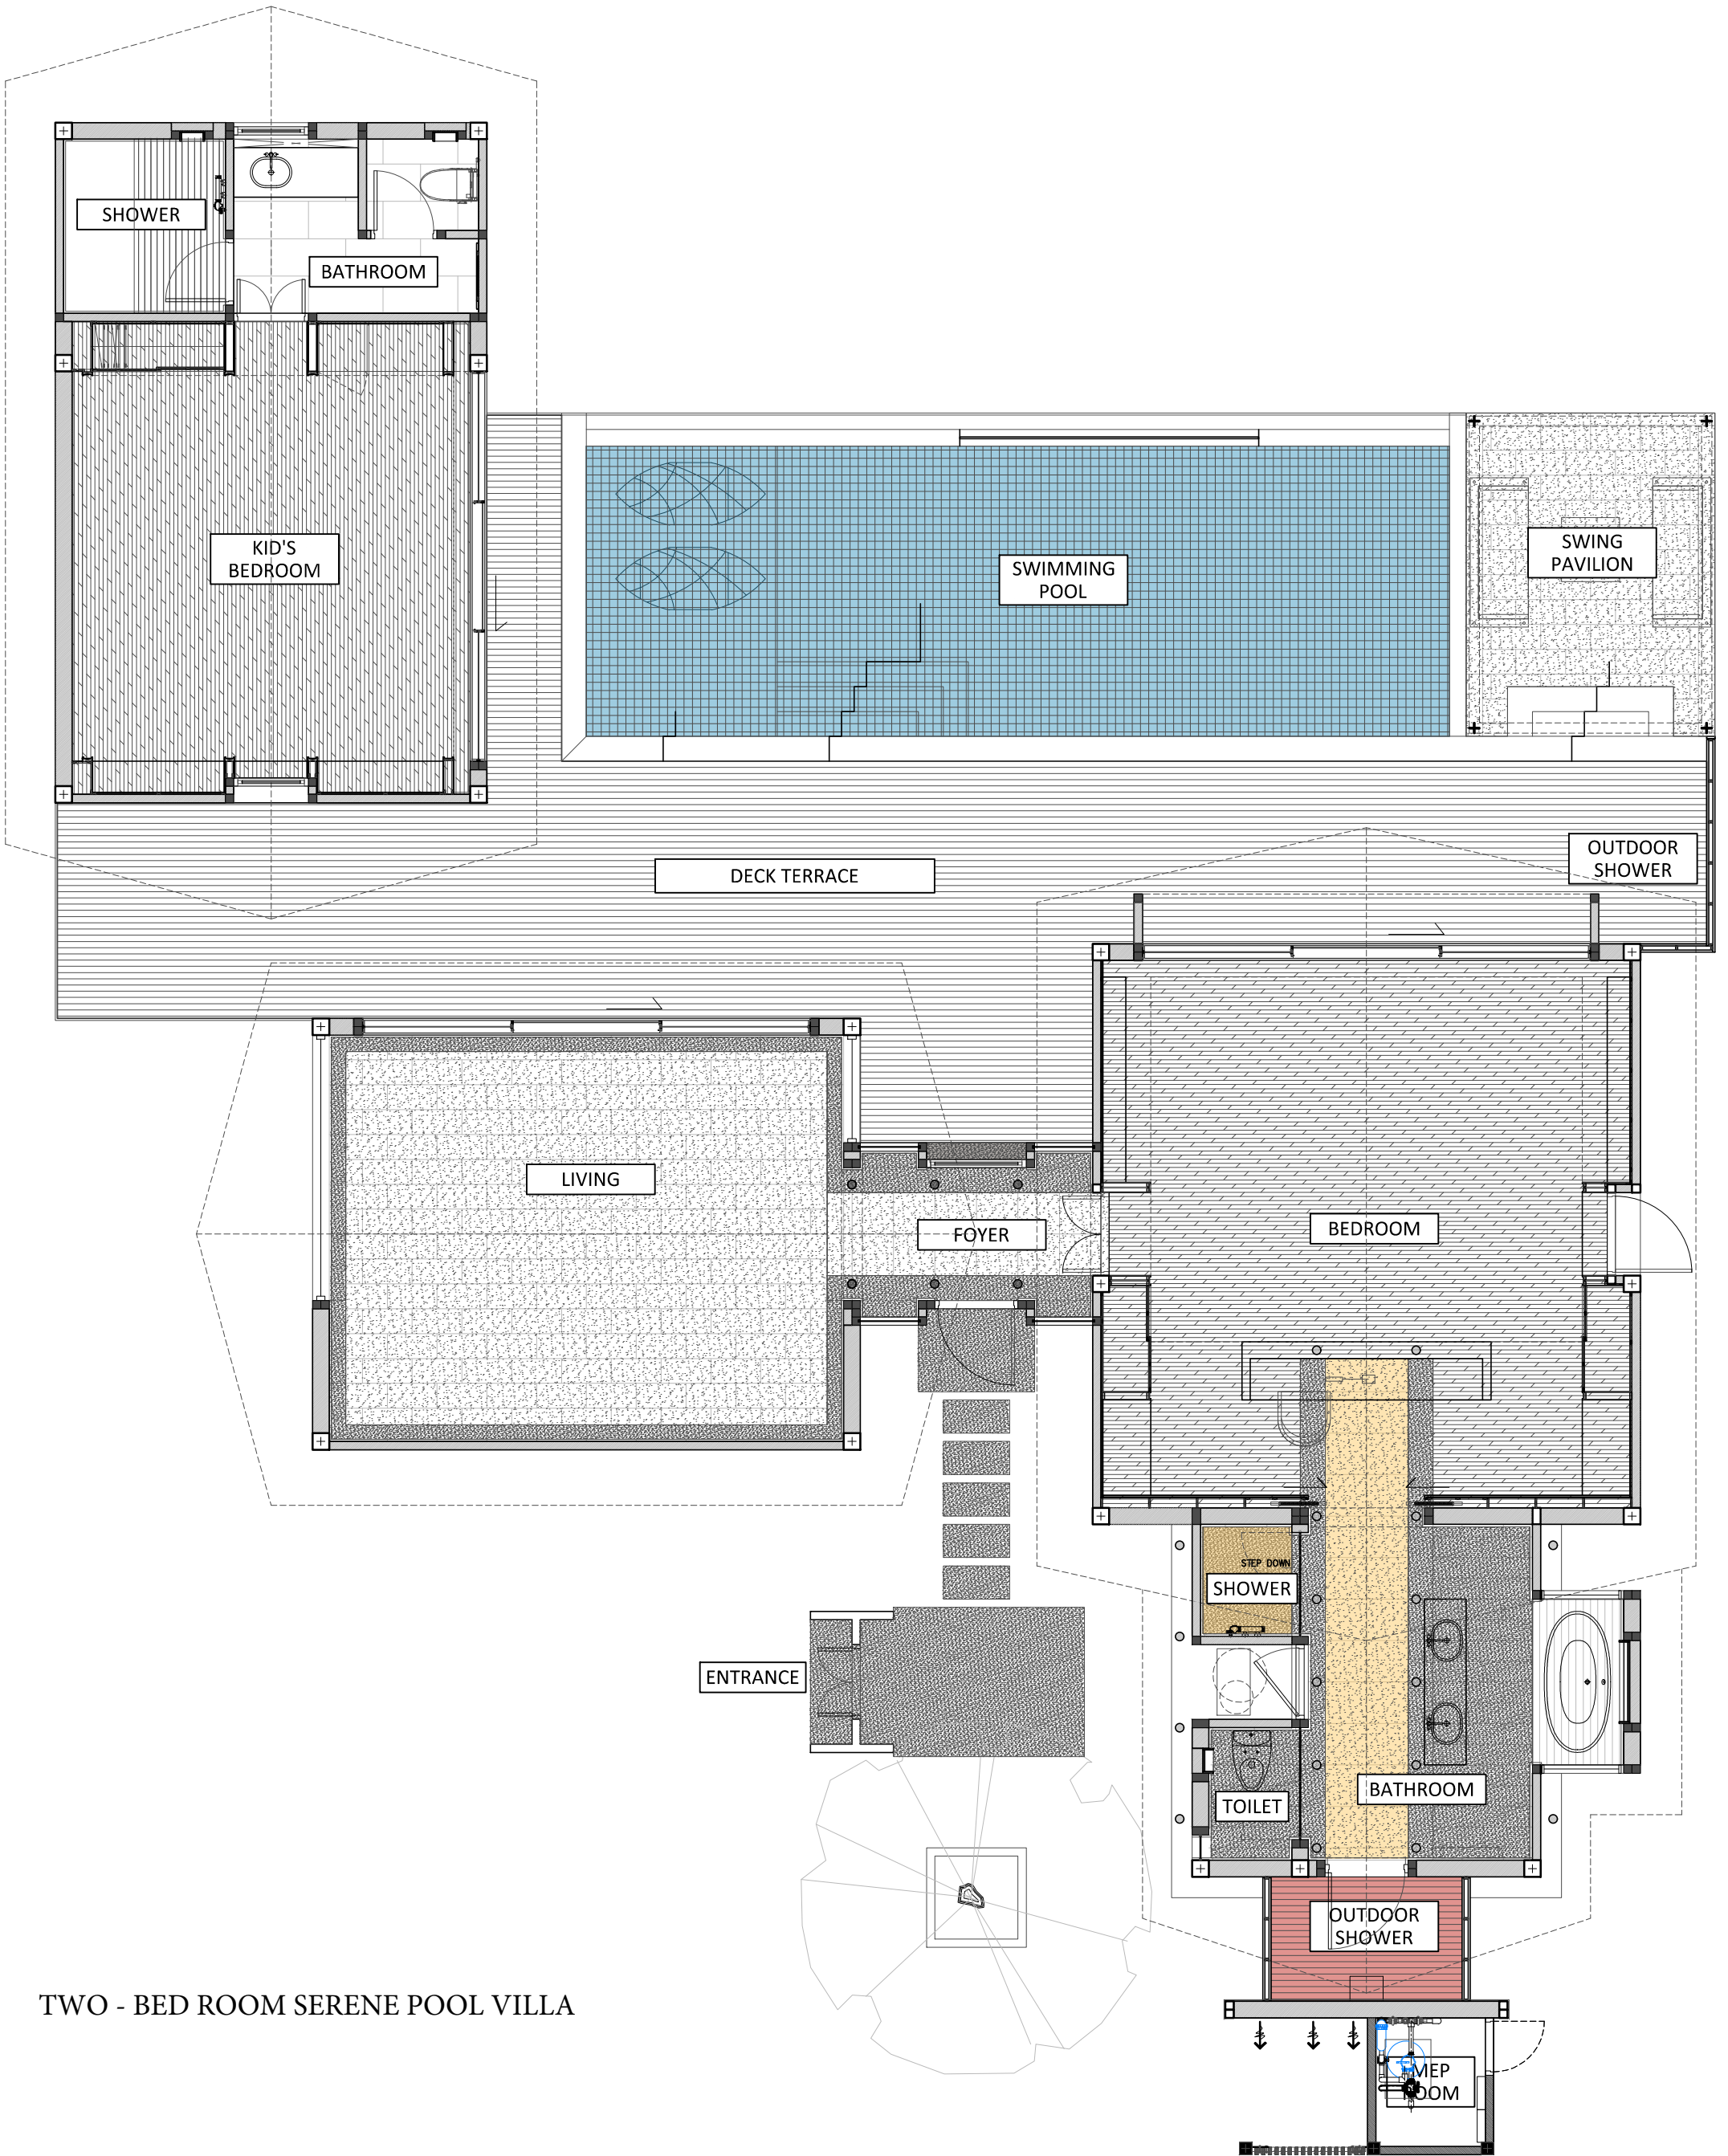 SHOWER
BATHROOM
KID'S
BEDROOM
SWIMMING
POOL
SWING
PAVILION
DECK TERRACE
OUTDOOR
SHOWER
LIVING
FOYER
BEDROOM
STEP DOWN
SHOWER
ENTRANCE
TOILET
BATHROOM
OUTDOOR
SHOWER
TWO - BED ROOM SERENE POOL VILLA
MEP
ROOM